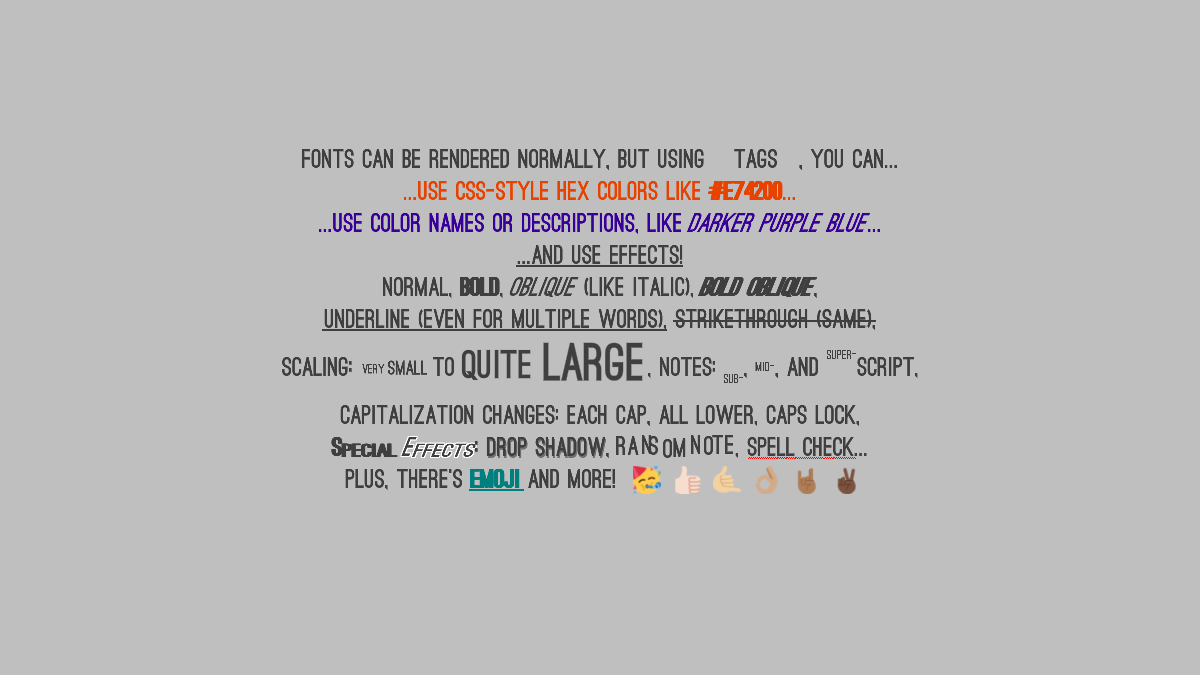 FONTS CAN BE RENDERED NORMALLY, BUT USING TAGS , YOU CAN...
...USE CSS-STYLE HEX COLORS LIKE #FE74200...
...USE COLOR NAMES OR DESCRIPTIONS, LIKE DARKER PURPLE BLUE...
...AND USE EFFECTS!
NORMAL, BOLD, OBLIQUE (LIKE ITALIC), BOLD OBLIQUE,
UNDERLINE (EVEN FOR MULTIPLE WORDS), STRIKETHROUGH (SAME),
SCALING: VERY SMALL TO QUITE LARGE, NOTES: SUB-, MID-, AND SUPER-SCRIPT,
CAPITALIZATION CHANGES: EACH CAP, ALL LOWER, CAPS LOCK,
SPECIAL EFFECTS: DROP SHADOW, RANSOM NOTE, SPELL CHECK...
PLUS, THERE'S EMOJI AND MORE! 🥳 👍🏻 🤙🏼 👌🏽 🤘🏾 ✌🏿